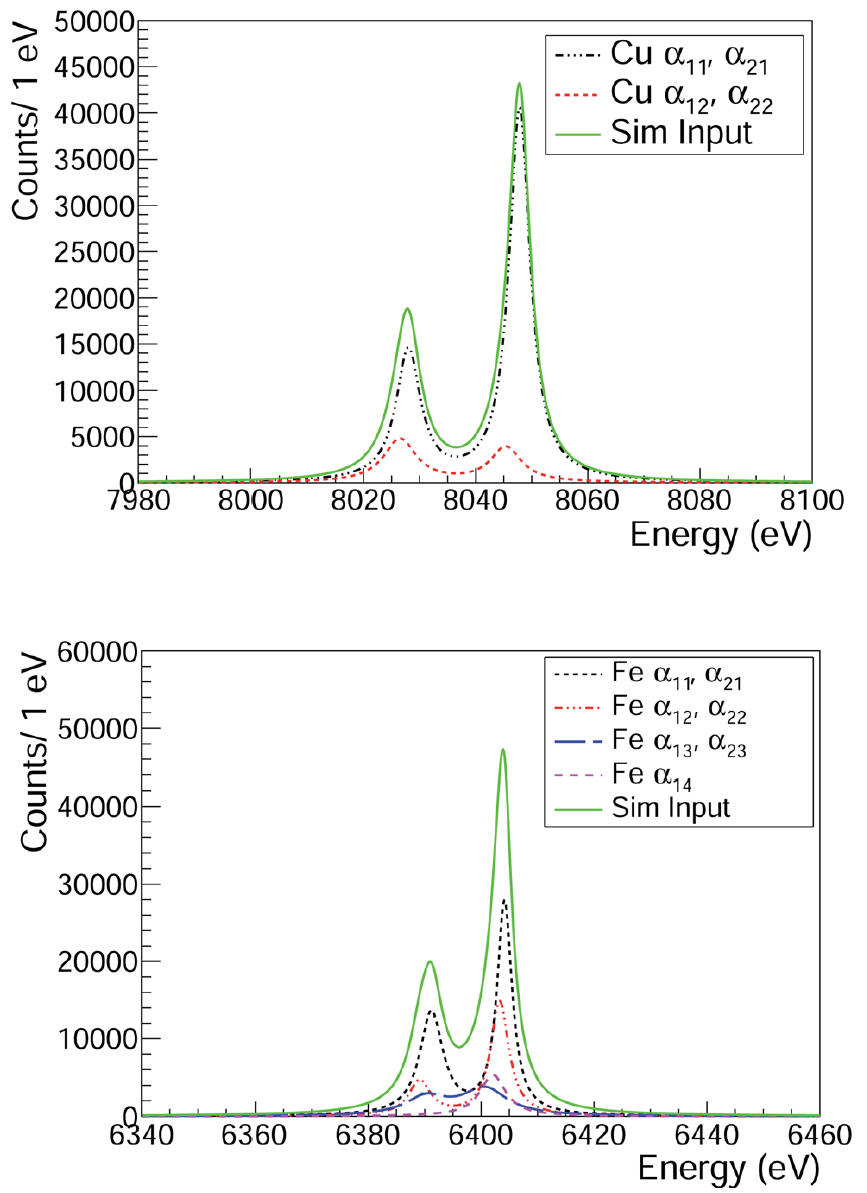 50000
45000
40000
35000
30000
25000
20000
15000
10000
5000
0
Counts/ 1 eV
Cu α₁₁, α₂₁
Cu α₁₂, α₂₂
Sim Input
7980 8000 8020 8040 8060 8080 8100
Energy (eV)
60000
50000
40000
30000
20000
10000
0
Counts/ 1 eV
Fe α₁₁, α₂₁
Fe α₁₂, α₂₂
Fe α₁₃, α₂₃
Fe α₁₄
Sim Input
6340 6360 6380 6400 6420 6440 6460
Energy (eV)